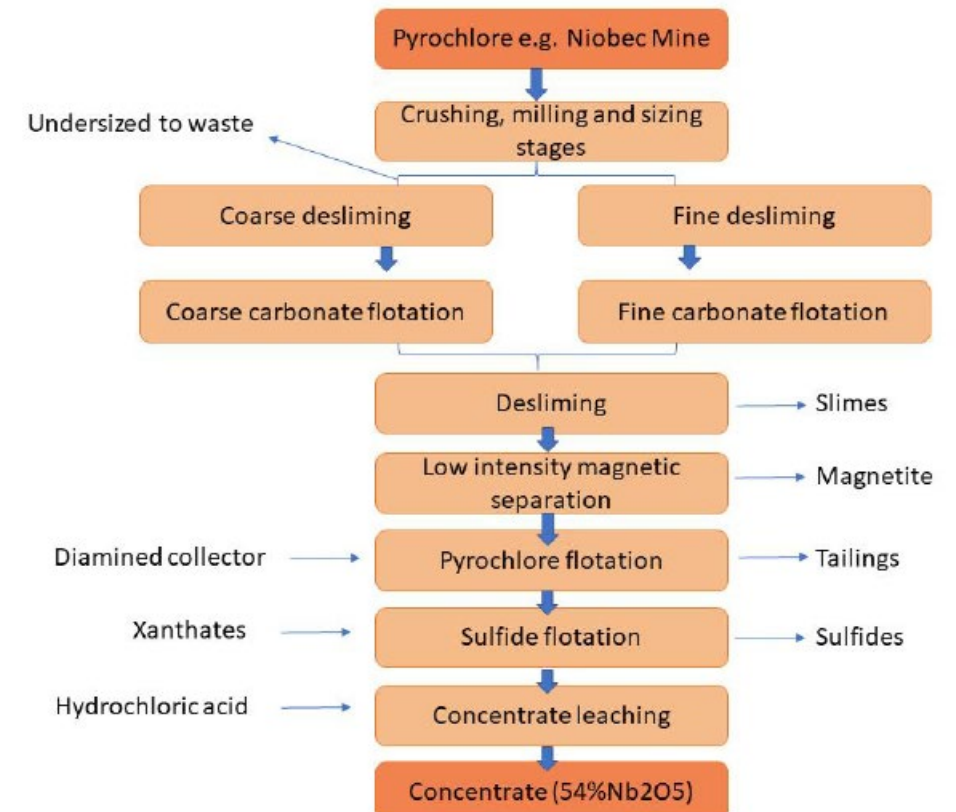 Pyrochlore e.g. Niobec Mine
Undersized to waste
Crushing, milling and sizing
stages
Coarse desliming
Fine desliming
Coarse carbonate flotation
Fine carbonate flotation
Desliming
Slimes
Low intensity magnetic
separation
Magnetite
Diamined collector
Pyrochlore flotation
Tailings
Xanthates
Sulfide flotation
Sulfides
Hydrochloric acid
Concentrate leaching
Concentrate (54%Nb2O5)